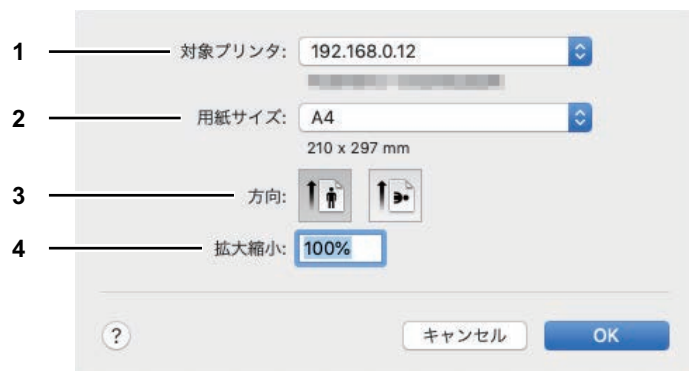 1 対象プリンタ: 192.168.0.12
2 用紙サイズ: A4
210 x 297 mm
3 方向:
4 拡大縮小: 100%
? キャンセル OK